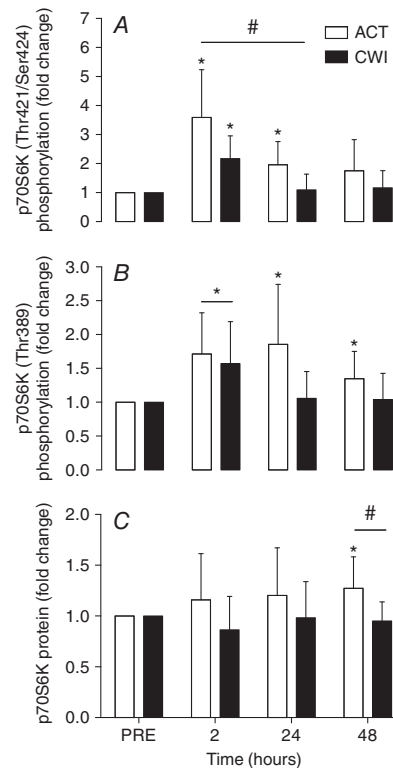 A
#
ACT
CWI
p70S6K (Thr421/Ser424)
phosphorylation (fold change)
7
6
5
4
3
2
1
0
*
*
*
B
p70S6K (Thr389)
phosphorylation (fold change)
3.0
2.5
2.0
1.5
1.0
0.5
0.0
*
*
*
C
p70S6K protein (fold change)
2.0
1.5
1.0
0.5
0.0
#
*
PRE 2 24 48
Time (hours)